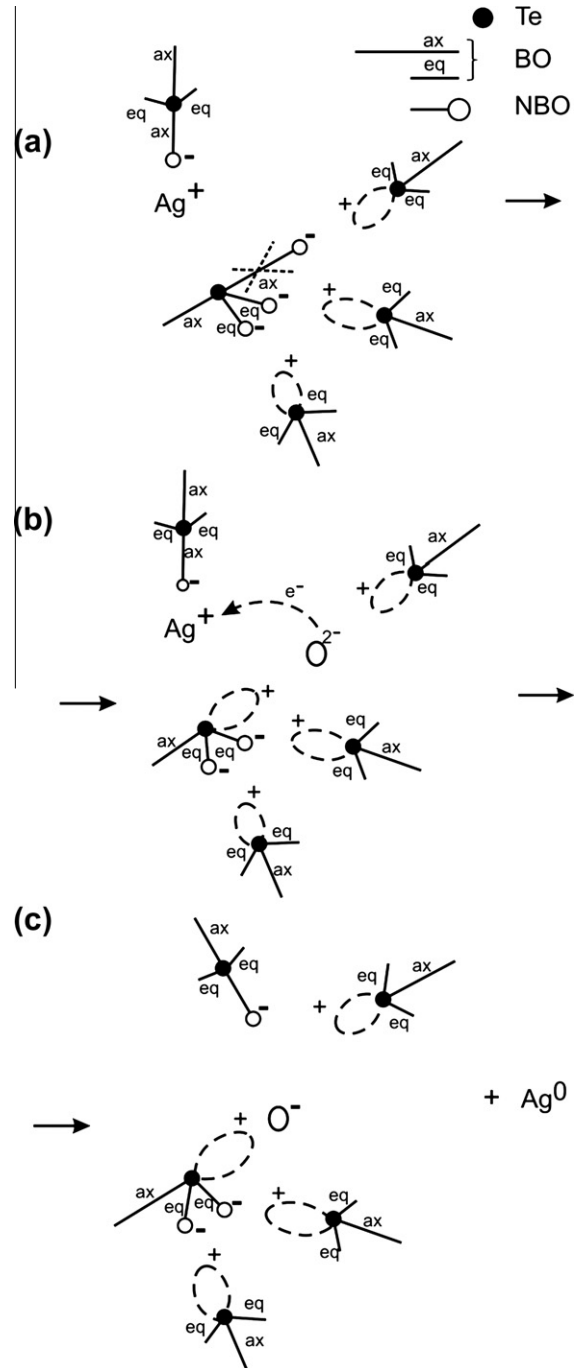 Te
ax
eq
BO
NBO
(a)
ax
eq
eq
ax
-
Ag+
ax
eq
eq
+
-
ax
-
eq
ax
eq
-
+
eq
ax
eq
+
eq
eq
ax
(b)
ax
eq
eq
ax
-
Ag+
e-
O2-
eq
ax
eq
+
+
ax
eq
eq
-
-
+
eq
ax
eq
+
eq
eq
ax
(c)
ax
eq
eq
-
eq
ax
eq
+
+ Ag0
+
O-
ax
eq
eq
-
-
+
eq
ax
eq
+
eq
eq
ax